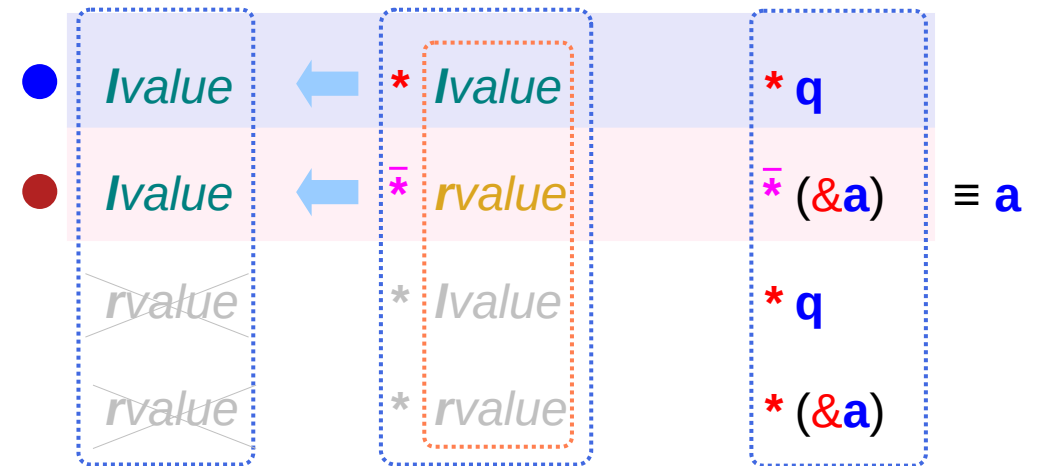 lvalue * lvalue * q
lvalue *̅ rvalue *̅ (&a) ≡ a
rvalue * lvalue * q
rvalue * rvalue * (&a)